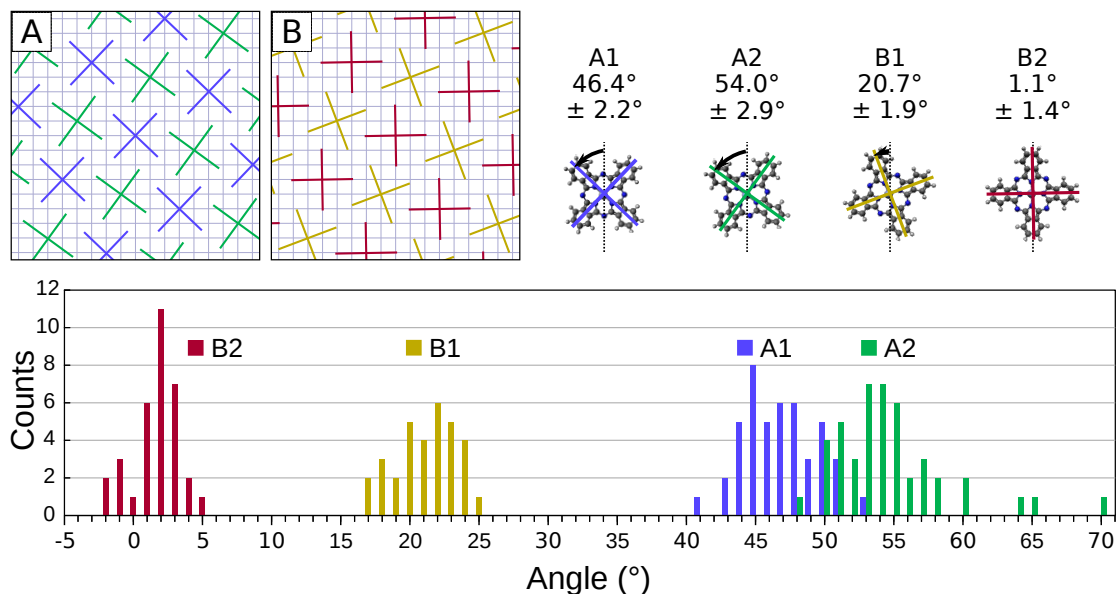 A
B
A1
46.4°
± 2.2°
A2
54.0°
± 2.9°
B1
20.7°
± 1.9°
B2
1.1°
± 1.4°
12
10
8
6
4
2
0
Counts
B2
B1
A1
A2
-5 0 5 10 15 20 25 30 35 40 45 50 55 60 65 70
Angle (°)